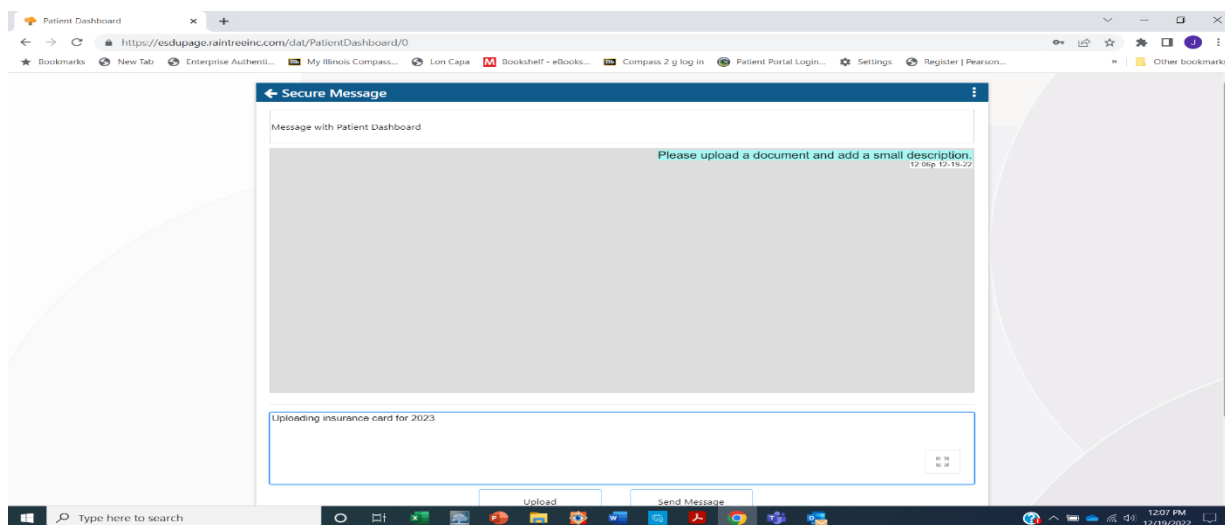 Patient Dashboard
https://esdupage.raintreeinc.com/dat/PatientDashboard/0
Bookmarks New Tab Enterprise Authenti... My Illinois Compass... Lon Capa Bookshelf - eBooks... Compass 2 g log in Patient Portal Login... Settings Register | Pearson... » Other bookmarks
Secure Message
Message with Patient Dashboard
Please upload a document and add a small description.
12:06p 12-19-22
Uploading insurance card for 2023.
Upload Send Message
Type here to search
12:07 PM
12/19/2022